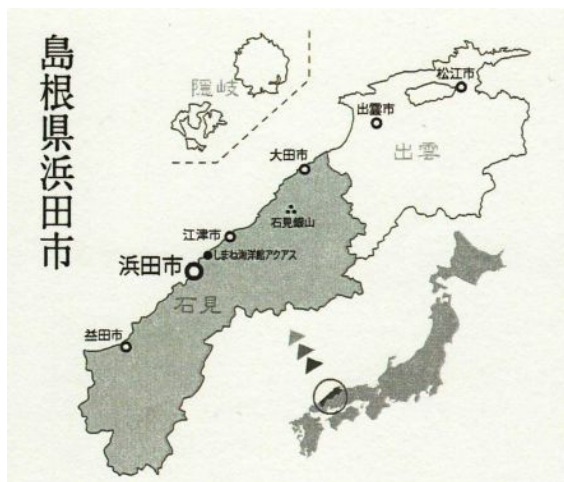 島根県浜田市
隠岐
松江市
出雲市
出雲
大田市
石見銀山
江津市
しまね海洋館アクアス
浜田市
石見
益田市